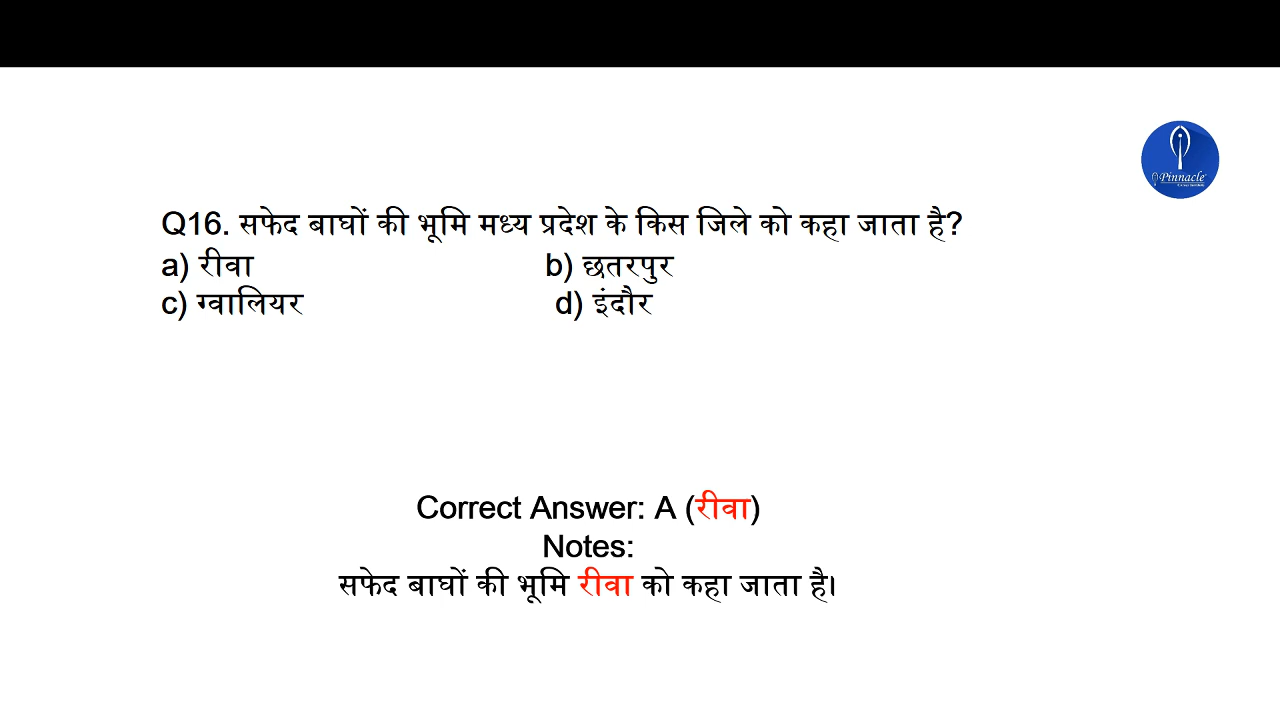 Pinnacle
Q16. सफेद बाघों की भूमि मध्य प्रदेश के किस जिले को कहा जाता है?
a) रीवा b) छतरपुर
c) ग्वालियर d) इंदौर
Correct Answer: A (रीवा)
Notes:
सफेद बाघों की भूमि रीवा को कहा जाता है।